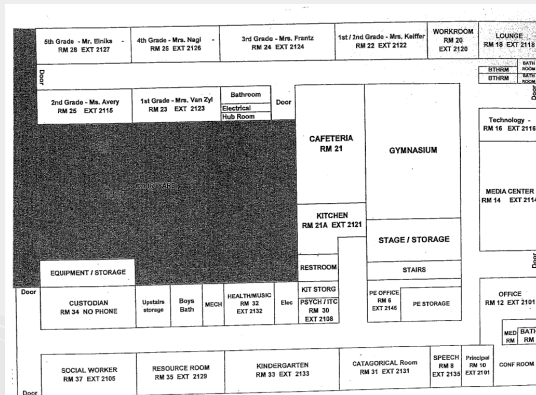 5th Grade - Mr. Elniks -
RM 28 EXT 2127
4th Grade - Mrs. Nagi -
RM 26 EXT 2126
3rd Grade - Mrs. Frantz
RM 24 EXT 2124
1st / 2nd Grade - Mrs. Keiffer
RM 22 EXT 2122
WORKROOM
RM 20
EXT 2120
LOUNGE
RM 18 EXT 2118
Door
BTHRM
BATH ROOM
BTHRM
BATH ROOM
2nd Grade - Ms. Avery
RM 25 EXT 2115
1st Grade - Mrs. Van Zyl
RM 23 EXT 2123
Bathroom
Electrical
Hub Room
Door
Door
Technology -
RM 16 EXT 2116
CAFETERIA
RM 21
GYMNASIUM
MEDIA CENTER
RM 14 EXT 2114
KITCHEN
RM 21A EXT 2121
STAGE / STORAGE
Door
RESTROOM
STAIRS
EQUIPMENT / STORAGE
Door
CUSTODIAN
RM 34 NO PHONE
Upstairs
storage
Boys
Bath
MECH
HEALTH/MUSIC
RM 32
EXT 2132
Elec
KIT STORG
PSYCH / ITC
RM 30
EXT 2108
PE OFFICE
RM 6
EXT 2146
PE STORAGE
OFFICE
RM 12 EXT 2101
MED
RM
BATH
RM
SOCIAL WORKER
RM 37 EXT 2105
RESOURCE ROOM
RM 35 EXT 2129
KINDERGARTEN
RM 33 EXT 2133
CATAGORICAL Room
RM 31 EXT 2131
SPEECH
RM 8
EXT 2135
Principal
RM 10
EXT 2101
CONF ROOM
Door